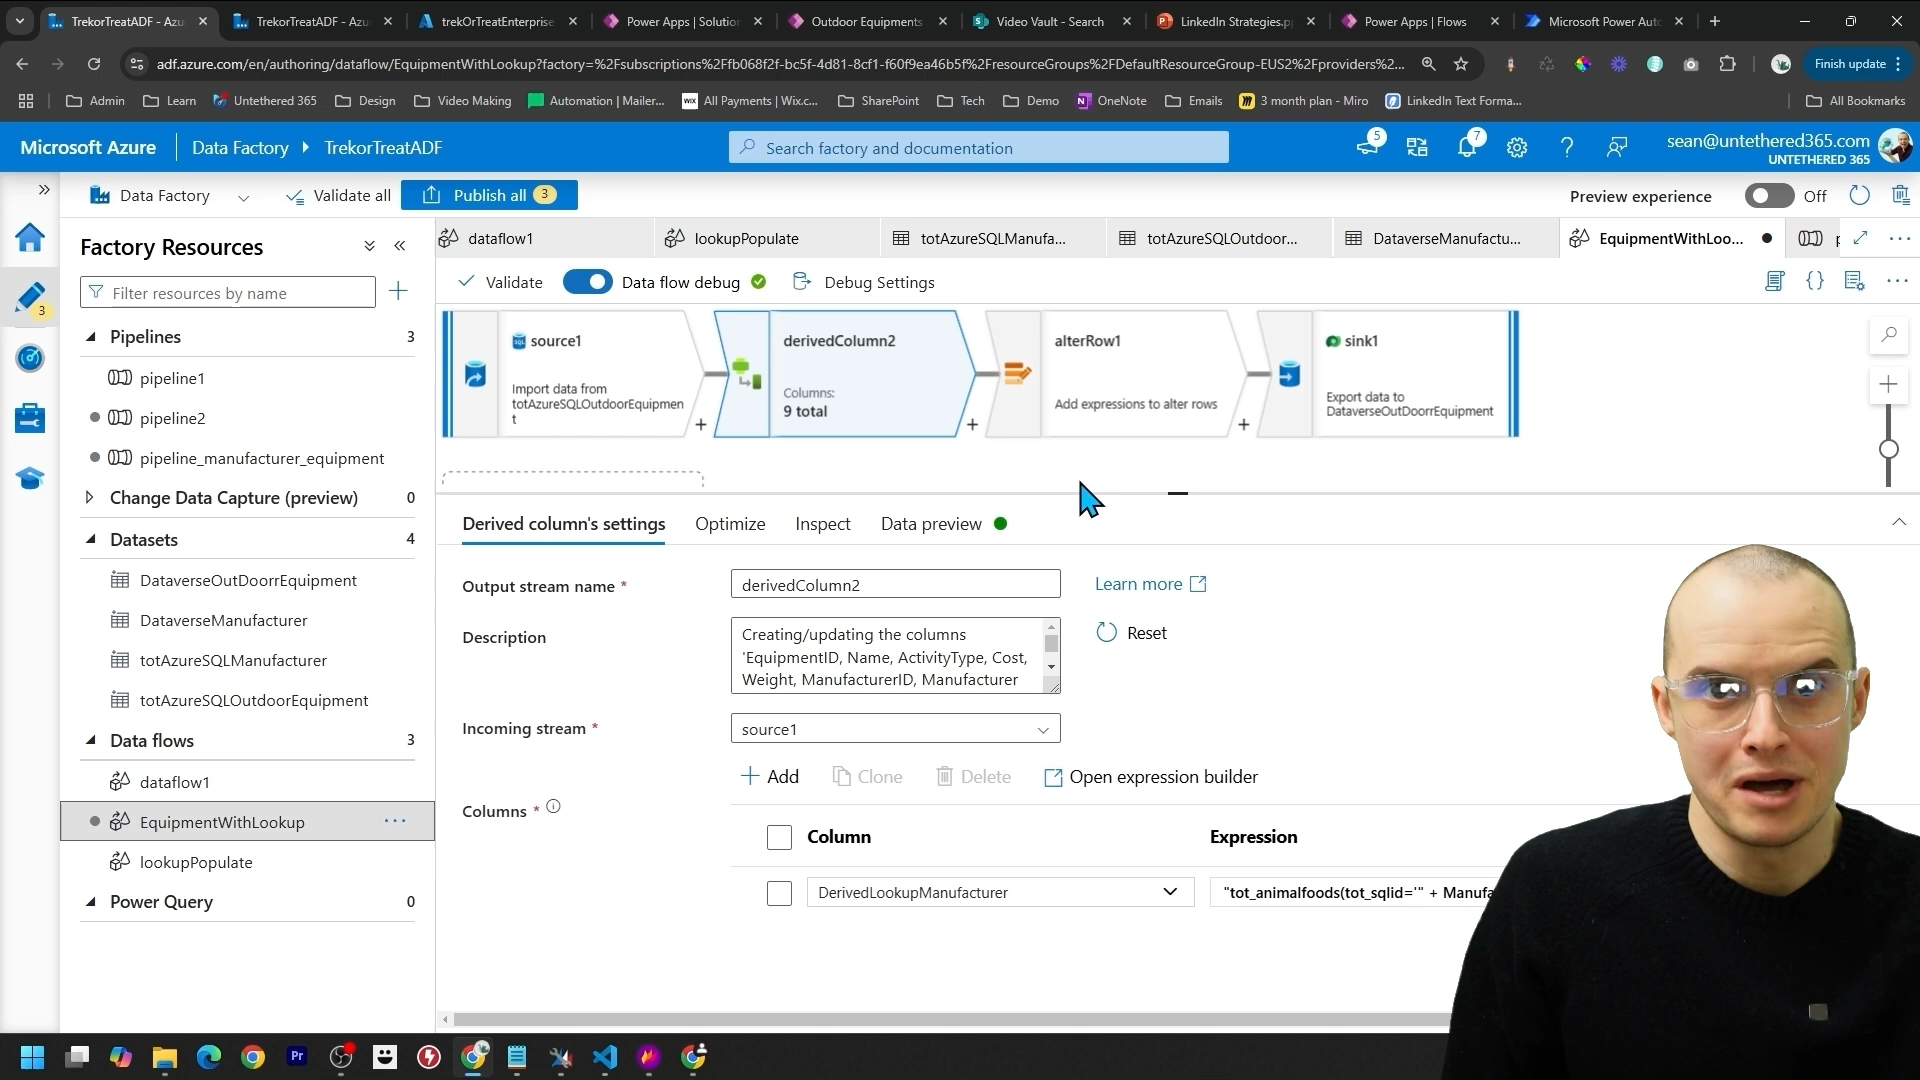 TrekorTreatADF - Azu
TrekorTreatADF - Azu
trekOrTreatEnterprise
Power Apps | Solution
Outdoor Equipments
Video Vault - Search
LinkedIn Strategies.p
Power Apps | Flows
Microsoft Power Aut
adf.azure.com/en/authoring/dataflow/EquipmentWithLookup?factory=%2Fsubscriptions%2Ffb068f2f-bc5f-4d81-8cf1-f60f9ea46b5f%2FresourceGroups%2FDefaultResourceGroup-EUS2%2Fproviders%2...
Finish update
Admin
Learn
Untethered 365
Design
Video Making
Automation | Mailer...
All Payments | Wix.c...
SharePoint
Tech
Demo
OneNote
Emails
3 month plan - Miro
LinkedIn Text Forma...
All Bookmarks
Microsoft Azure
Data Factory
TrekorTreatADF
Search factory and documentation
5
7
sean@untethered365.com
UNTETHERED 365
Data Factory
Validate all
Publish all 3
Preview experience
Off
3
Factory Resources
Filter resources by name
Pipelines 3
pipeline1
pipeline2
pipeline_manufacturer_equipment
Change Data Capture (preview) 0
Datasets 4
DataverseOutDoorrEquipment
DataverseManufacturer
totAzureSQLManufacturer
totAzureSQLOutdoorEquipment
Data flows 3
dataflow1
EquipmentWithLookup
lookupPopulate
Power Query 0
dataflow1
lookupPopulate
totAzureSQLManufa...
totAzureSQLOutdoor...
DataverseManufactu...
EquipmentWithLoo...
Validate
Data flow debug
Debug Settings
source1
Import data from
totAzureSQLOutdoorEquipmen
t
derivedColumn2
Columns:
9 total
alterRow1
Add expressions to alter rows
sink1
Export data to
DataverseOutDoorrEquipment
Derived column's settings
Optimize
Inspect
Data preview
Output stream name *
derivedColumn2
Learn more
Description
Creating/updating the columns
'EquipmentID, Name, ActivityType, Cost,
Weight, ManufacturerID, Manufacturer
Reset
Incoming stream *
source1
Add
Clone
Delete
Open expression builder
Columns *
Column
Expression
DerivedLookupManufacturer
"tot_animalfoods(tot_sqlid='" + Manufa